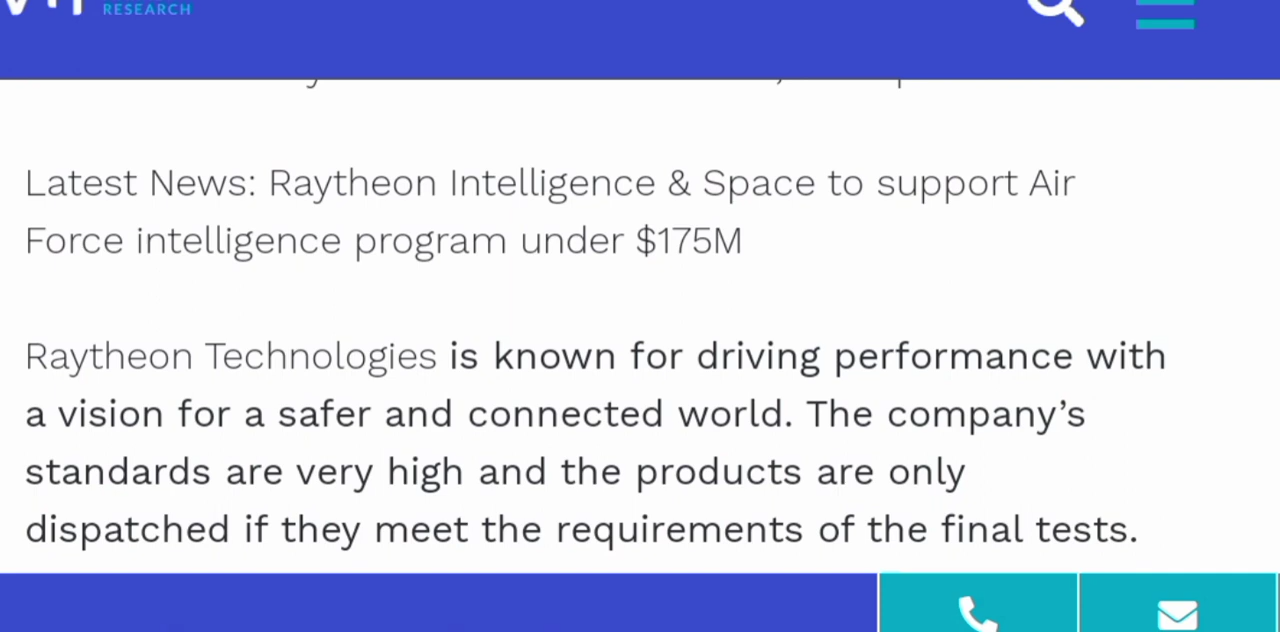 RESEARCH
Latest News: Raytheon Intelligence & Space to support Air
Force intelligence program under $175M
Raytheon Technologies is known for driving performance with
a vision for a safer and connected world. The company’s
standards are very high and the products are only
dispatched if they meet the requirements of the final tests.